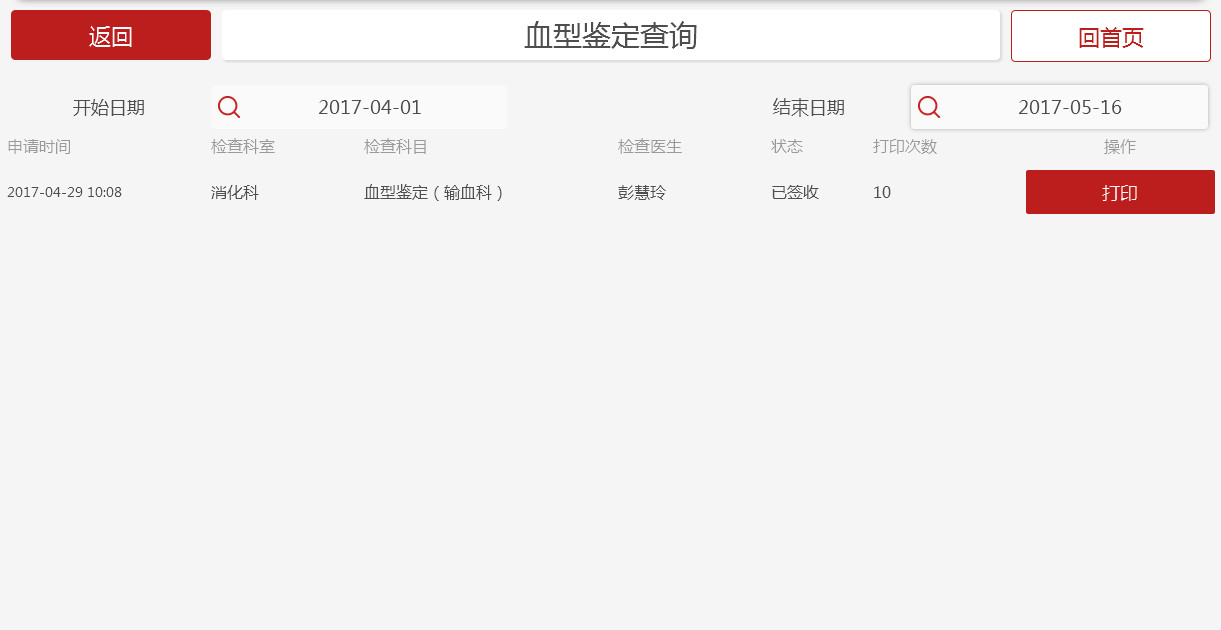 返回 血型鉴定查询 回首页
开始日期 2017-04-01 结束日期 2017-05-16
申请时间 检查科室 检查科目 检查医生 状态 打印次数 操作
2017-04-29 10:08 消化科 血型鉴定（输血科） 彭慧玲 已签收 10 打印